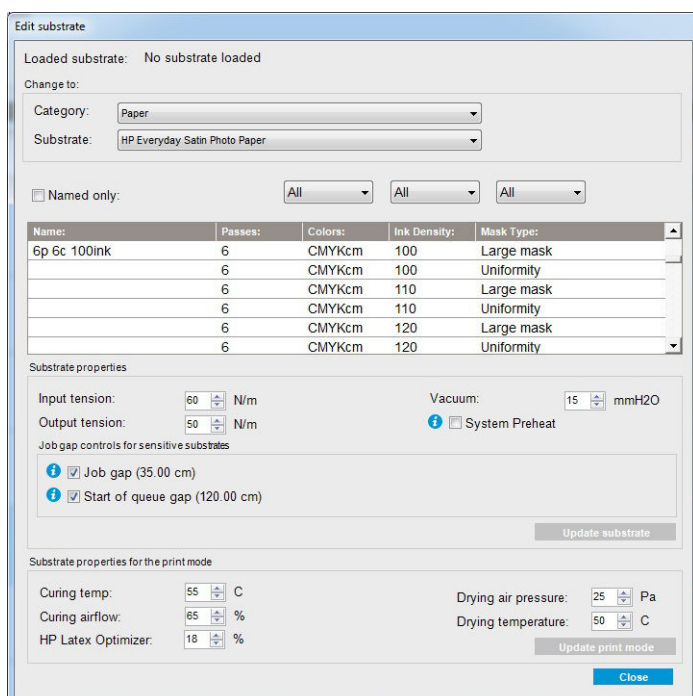 Edit substrate
Loaded substrate: No substrate loaded
Change to:
Category: Paper
Substrate: HP Everyday Satin Photo Paper
Named only: All All All
Name: Passes: Colors: Ink Density: Mask Type:
6p 6c 100ink 6 CMYKcm 100 Large mask
6 CMYKcm 100 Uniformity
6 CMYKcm 110 Large mask
6 CMYKcm 110 Uniformity
6 CMYKcm 120 Large mask
6 CMYKcm 120 Uniformity
Substrate properties
Input tension: 60 N/m Vacuum: 15 mmH2O
Output tension: 50 N/m System Preheat
Job gap controls for sensitive substrates
Job gap (35.00 cm)
Start of queue gap (120.00 cm)
Update substrate
Substrate properties for the print mode
Curing temp: 55 C Drying air pressure: 25 Pa
Curing airflow: 65 % Drying temperature: 50 C
HP Latex Optimizer: 18 % Update print mode
Close